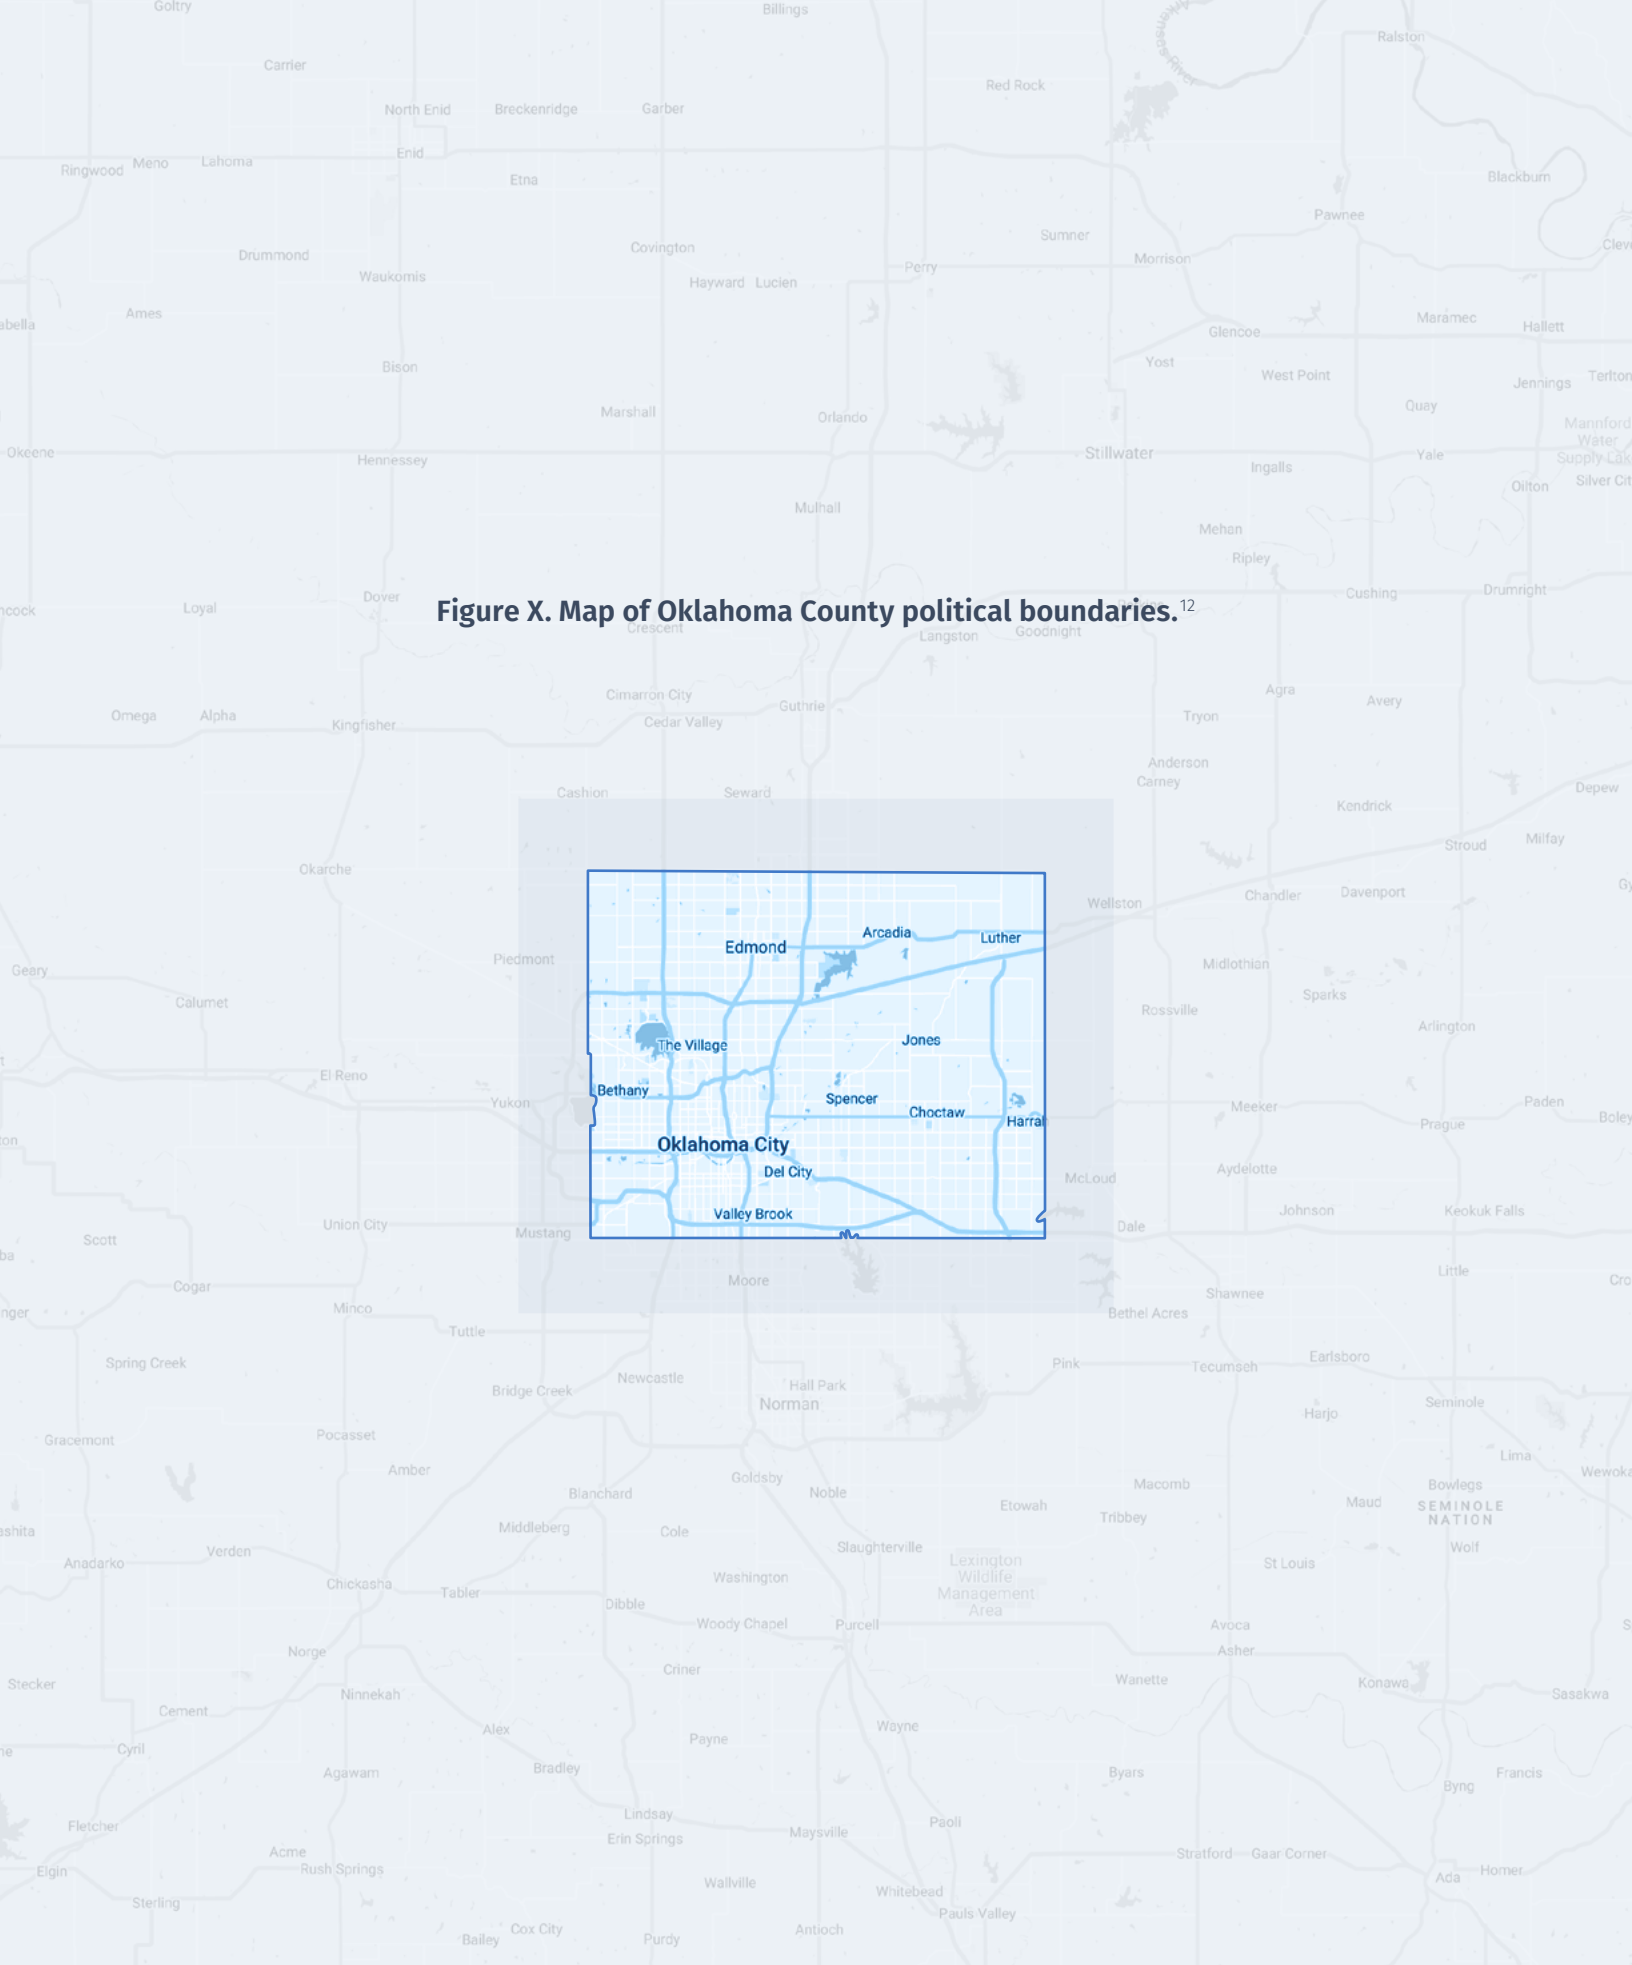 Goltry
Billings
Arkansas River
Ralston
Carrier
Red Rock
North Enid
Breckenridge
Garber
Enid
Ringwood
Meno
Lahoma
Etna
Blackburn
Pawnee
Sumner
Covington
Drummond
Morrison
Perry
Waukomis
Hayward
Lucien
Ames
Maramec
Hallett
Glencoe
Yost
Bison
West Point
Jennings
Quay
Marshall
Orlando
Mannford
Water
Okeene
Hennessey
Stillwater
Yale
Ingalls
Oilton
Mulhall
Mehan
Ripley
Dover
Cushing
Drumright
Loyal
Figure X. Map of Oklahoma County political boundaries. 12
Crescent
Langston
Goodnight
Cimarron City
Agra
Avery
Guthrie
Omega
Alpha
Kingfisher
Cedar Valley
Tryon
Anderson
Carney
Cashion
Seward
Depew
Kendrick
Milfay
Stroud
Okarche
Chandler
Davenport
Wellston
Arcadia
Luther
Edmond
Piedmont
Midlothian
Geary
Calumet
Sparks
Rossville
Arlington
Jones
The Village
El Reno
Bethany
Yukon
Spencer
Choctaw
Harrah
Meeker
Paden
Boley
Prague
Oklahoma City
Del City
Aydelotte
McLoud
Valley Brook
Johnson
Keokuk Falls
Union City
Mustang
Dale
Scott
Moore
Little
Cogar
Shawnee
Minco
Bethel Acres
Tuttle
Spring Creek
Pink
Tecumseh
Earlsboro
Newcastle
Hall Park
Bridge Creek
Norman
Seminole
Harjo
Gracemont
Pocasset
Lima
Amber
Goldsby
Wewoka
Macomb
Bowlegs
Blanchard
Noble
Etowah
Maud
SEMINOLE
NATION
Tribbey
Middleberg
Cole
Slaughterville
Wolf
Verden
Anadarko
Lexington
Wildlife
Management
Area
St Louis
Washington
Chickasha
Tabler
Dibble
Woody Chapel
Purcell
Avoca
Norge
Asher
Criner
Stecker
Wanette
Konawa
Ninnekah
Sasakwa
Cement
Alex
Wayne
Payne
Cyril
Bradley
Agawam
Byars
Francis
Byng
Lindsay
Paoli
Fletcher
Erin Springs
Maysville
Acme
Rush Springs
Stratford
Gaar Corner
Elgin
Homer
Ada
Wallville
Whitebead
Sterling
Pauls Valley
Cox City
Antioch
Bailey
Purdy